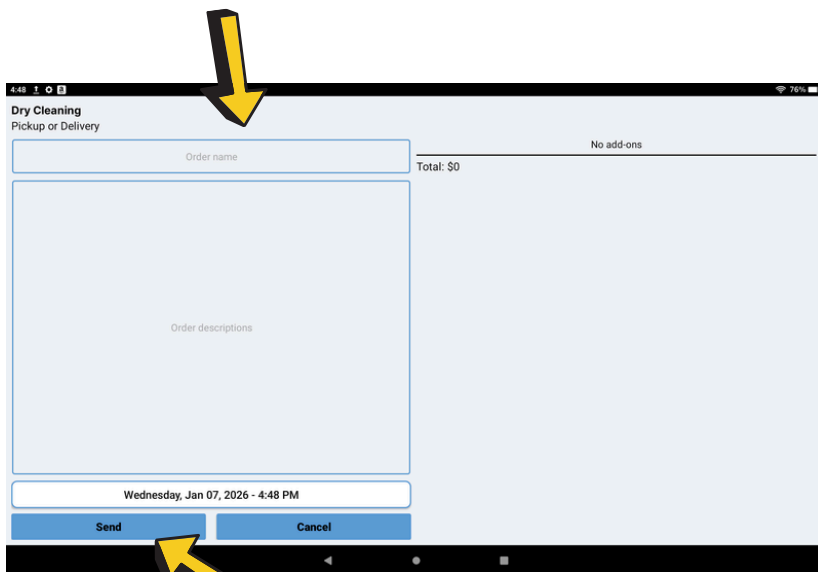 4:48
76%
Dry Cleaning
Pickup or Delivery
Order name
No add-ons
Total: $0
Order descriptions
Wednesday, Jan 07, 2026 - 4:48 PM
Send
Cancel